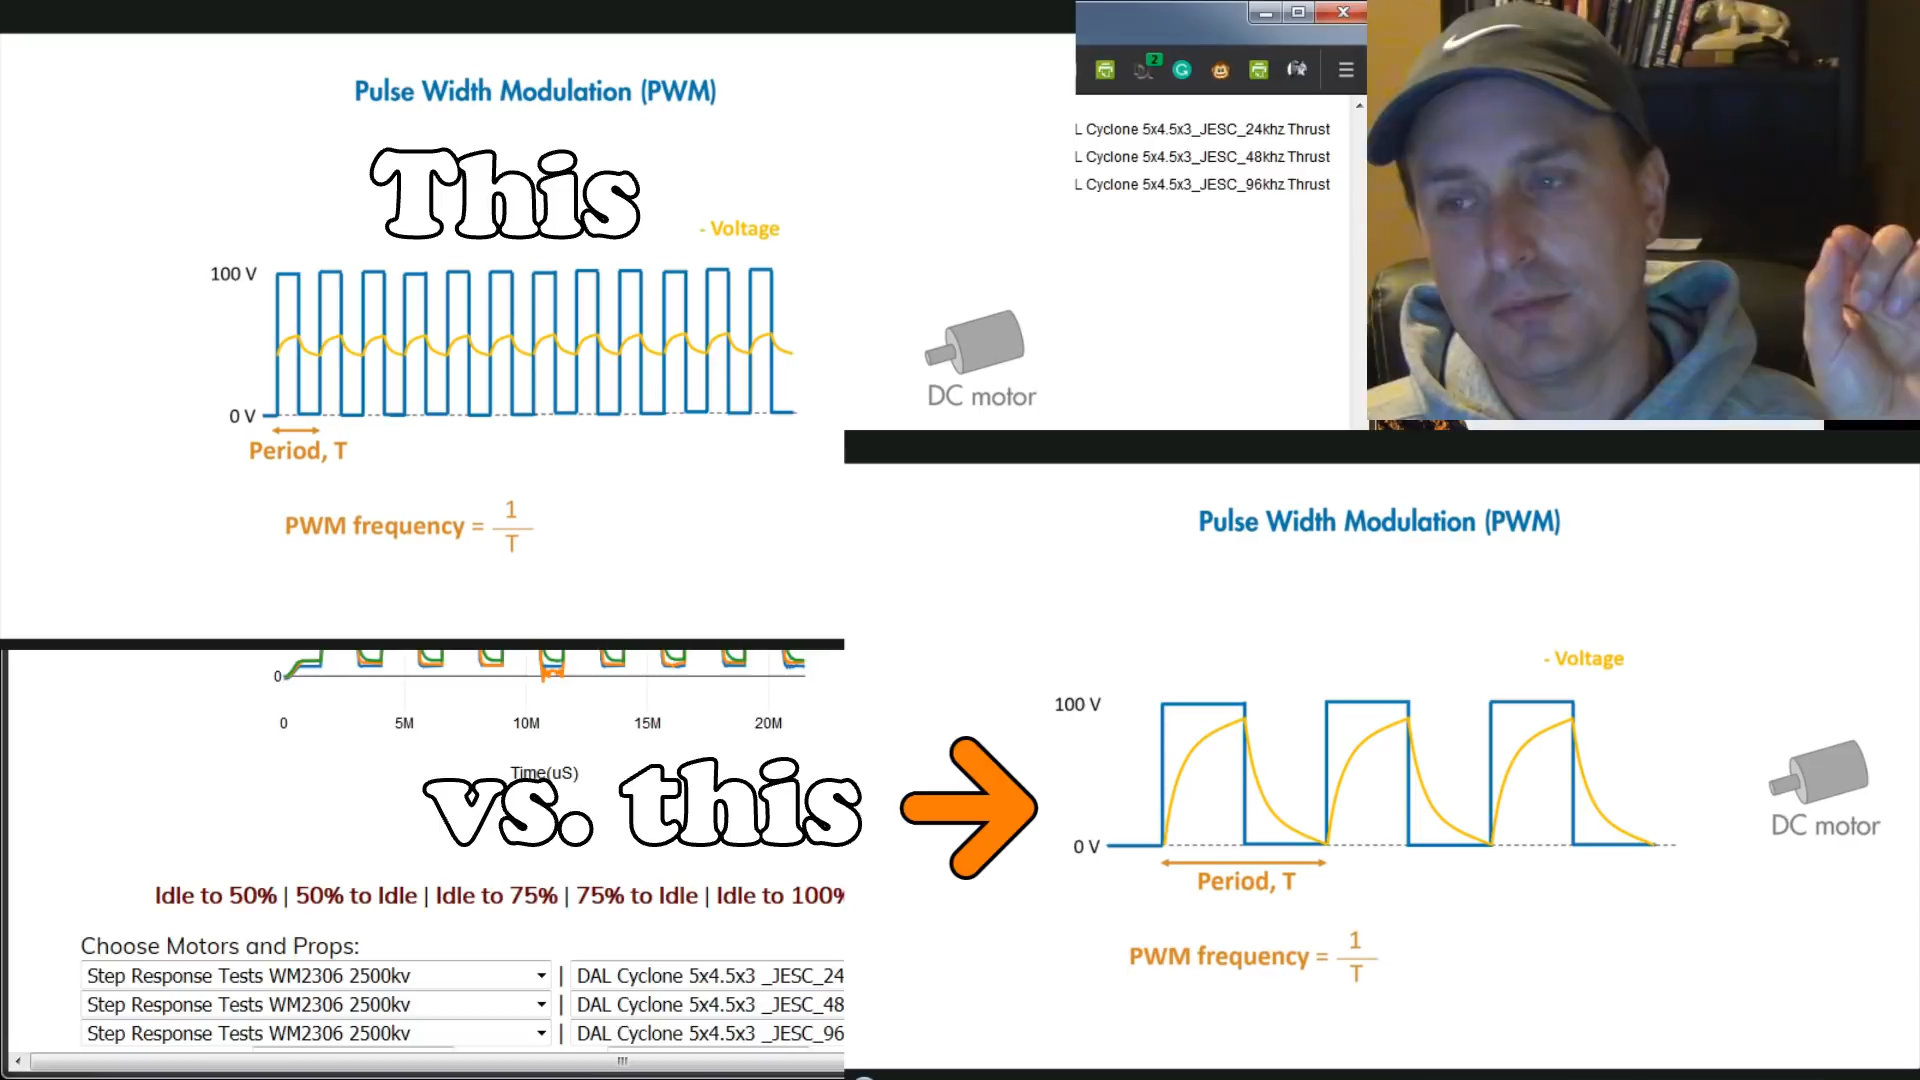 Pulse Width Modulation (PWM)
This
- Voltage
100 V
0 V
Period, T
PWM frequency = 1
T
DC motor
2
L Cyclone 5x4.5x3_JESC_24khz Thrust
L Cyclone 5x4.5x3_JESC_48khz Thrust
L Cyclone 5x4.5x3_JESC_96khz Thrust
0
0 5M 10M 15M 20M
Time(uS)
vs. this
Idle to 50% | 50% to Idle | Idle to 75% | 75% to Idle | Idle to 100%
Choose Motors and Props:
Step Response Tests WM2306 2500kv | DAL Cyclone 5x4.5x3 _JESC_24
Step Response Tests WM2306 2500kv | DAL Cyclone 5x4.5x3 _JESC_48
Step Response Tests WM2306 2500kv | DAL Cyclone 5x4.5x3 _JESC_96
Pulse Width Modulation (PWM)
- Voltage
100 V
0 V
Period, T
PWM frequency = 1
T
DC motor